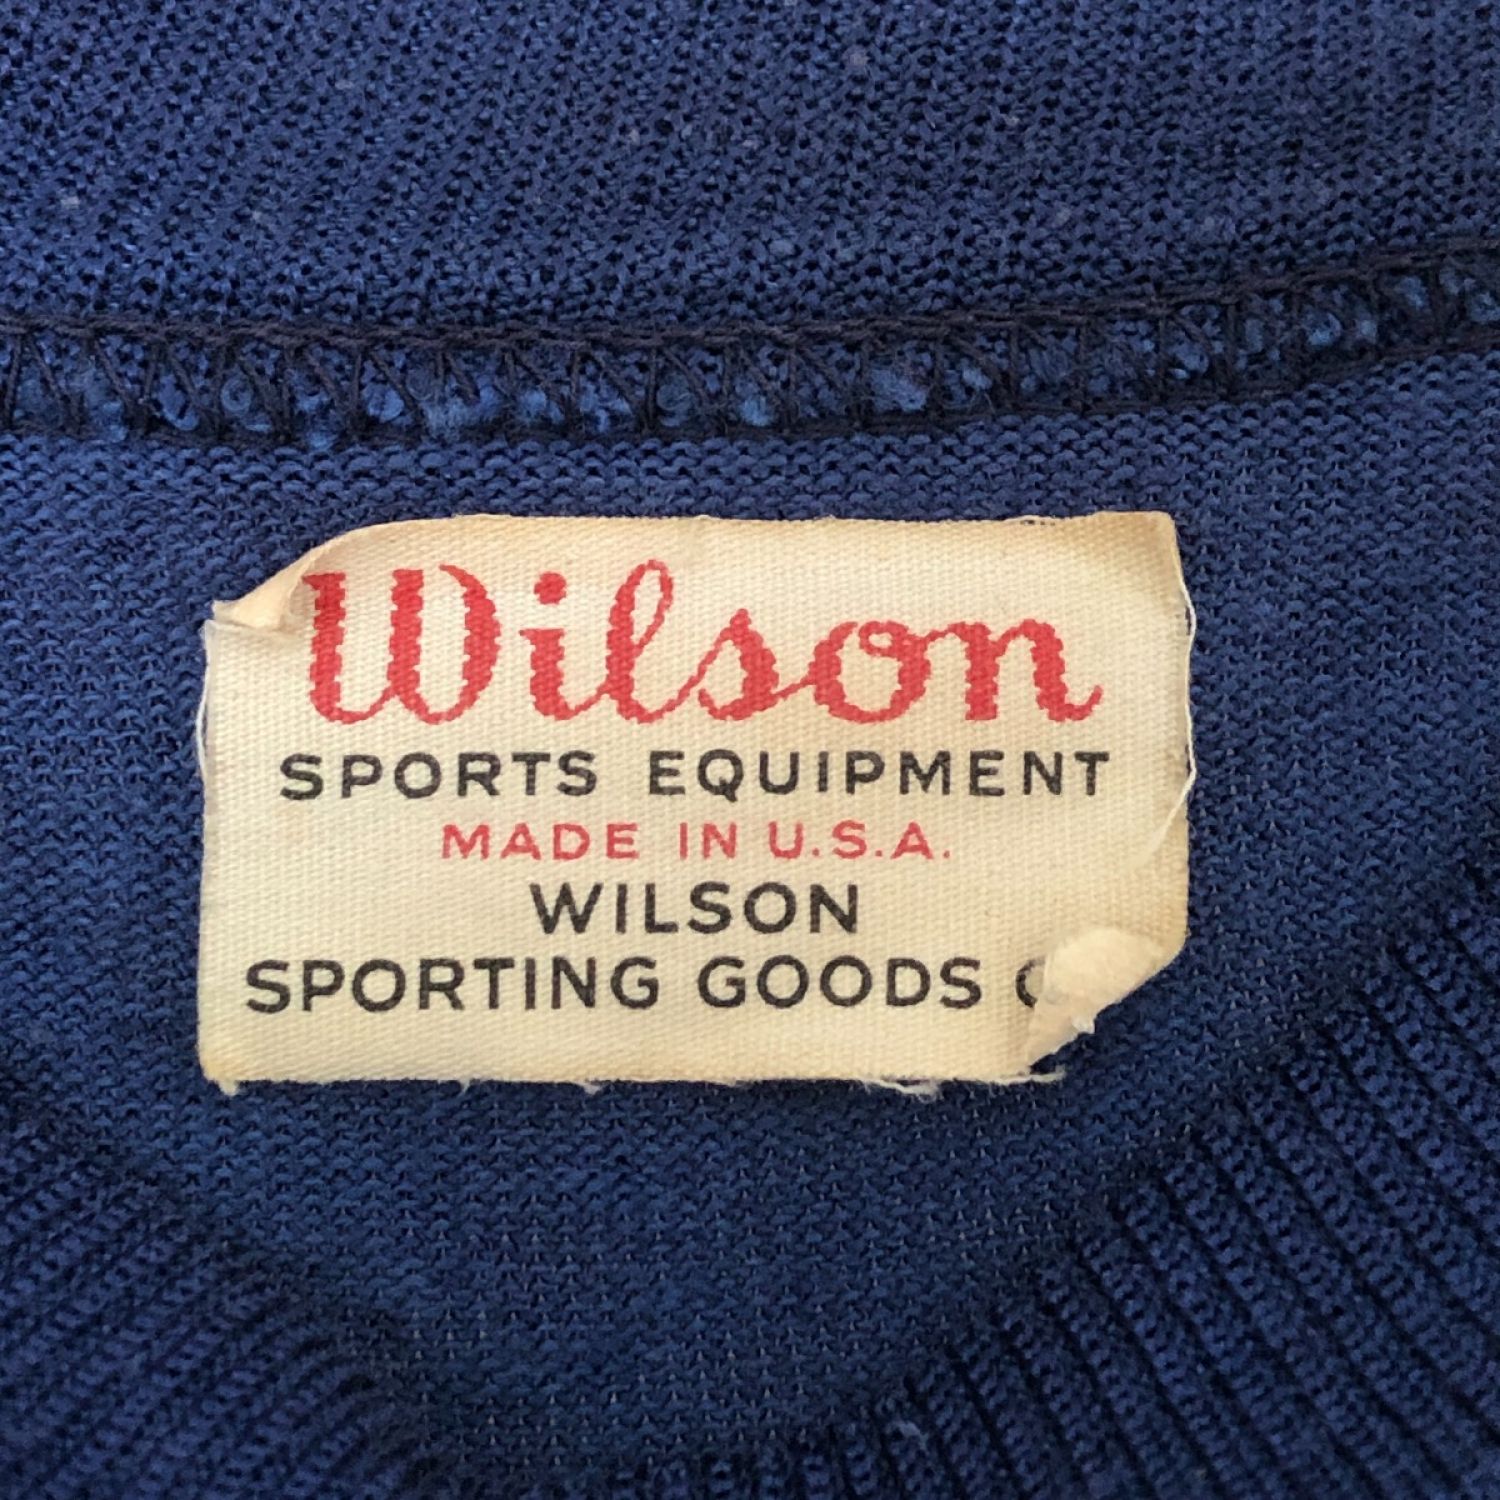 Wilson
SPORTS EQUIPMENT
MADE IN U.S.A.
WILSON
SPORTING GOODS